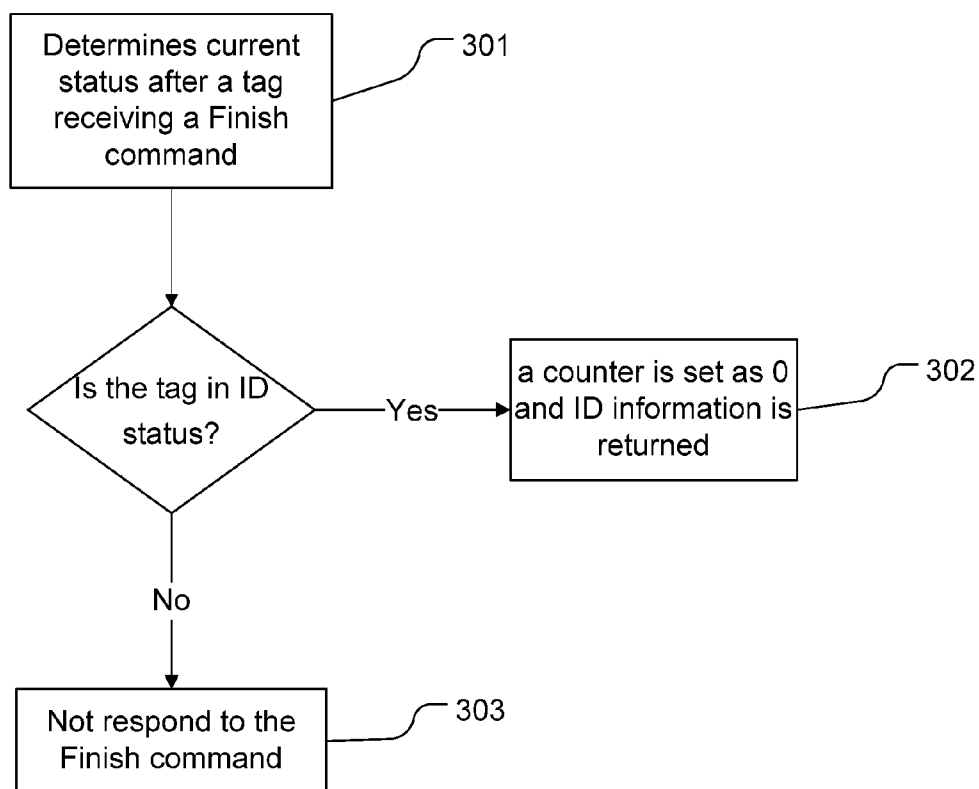 Determines current
status after a tag
receiving a Finish
command
301
Is the tag in ID
status?
Yes
a counter is set as 0
and ID information is
returned
302
No
Not respond to the
Finish command
303